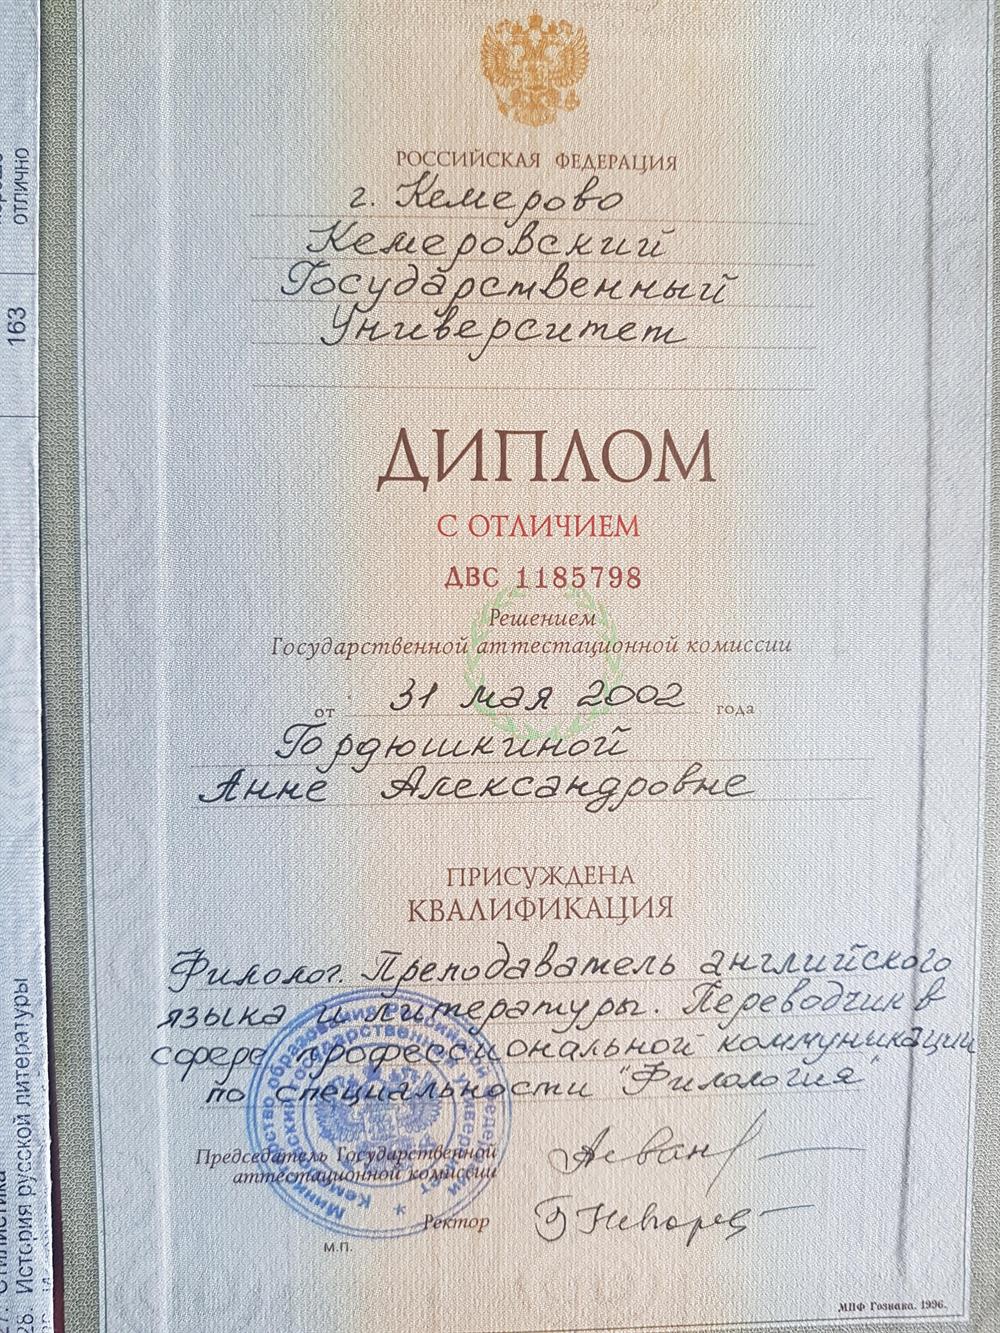 РОССИЙСКАЯ ФЕДЕРАЦИЯ
г. Кемерово
Кемеровский
Государственный
Университет
ДИПЛОМ
С ОТЛИЧИЕМ
ДВС 1185798
Решением
Государственной аттестационной комиссии
от 31 мая 2002 года
Гордюшкиной
Анне Александровне
ПРИСУЖДЕНА
КВАЛИФИКАЦИЯ
Филолог. Преподаватель английского
языка и литературы. Переводчик в
сфере профессиональной коммуникации
по специальности "Филология"
Председатель Государственной
аттестационной комиссии
Ректор
М.П.
МПФ Гознака. 1996.
отлично
163
28. История русской литературы